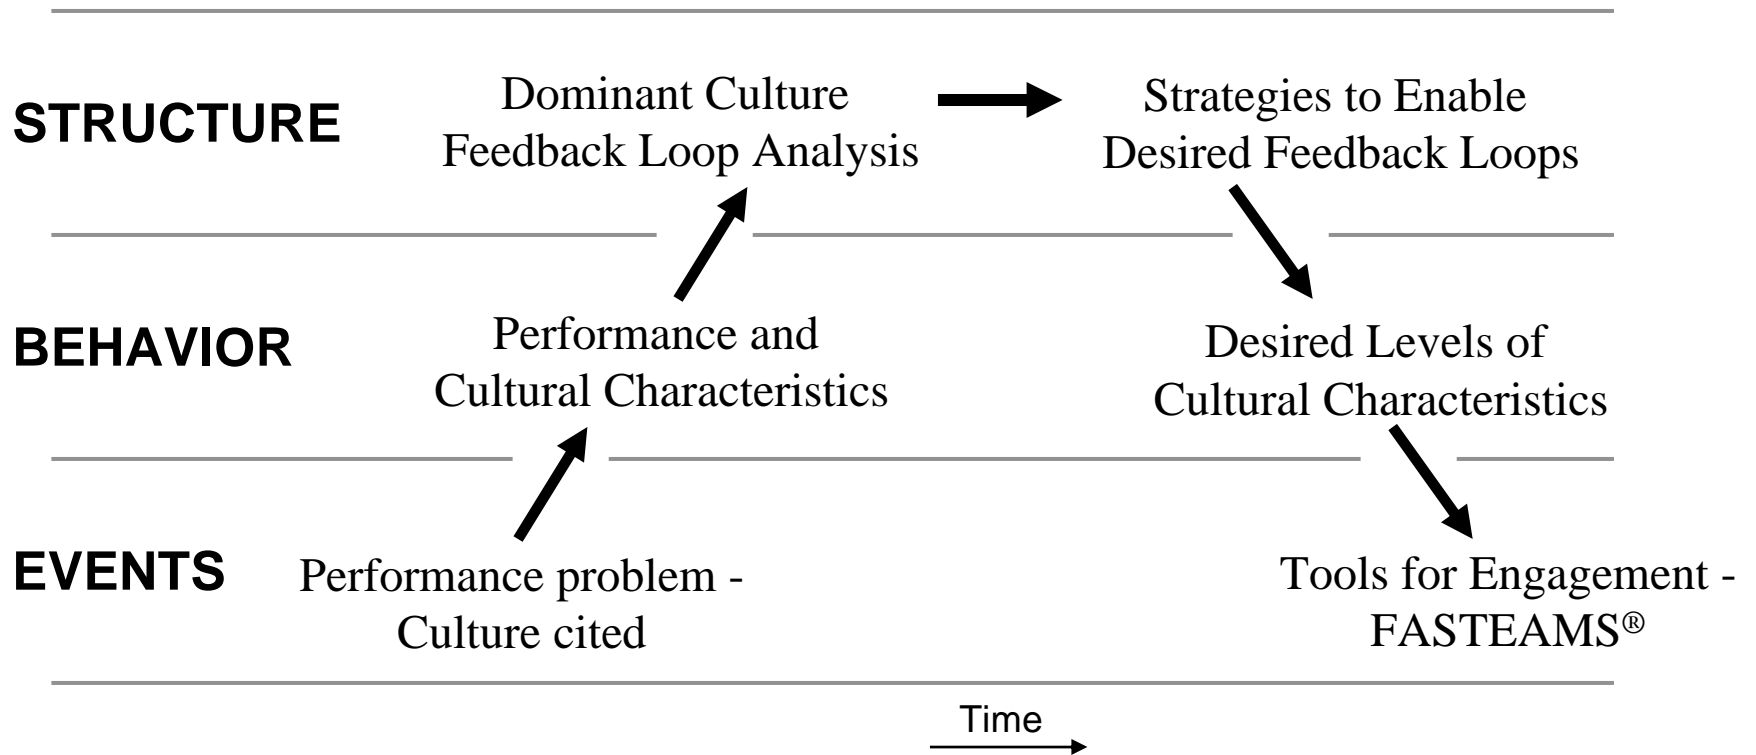 STRUCTURE
Dominant Culture
Feedback Loop Analysis
Strategies to Enable
Desired Feedback Loops
BEHAVIOR
Performance and
Cultural Characteristics
Desired Levels of
Cultural Characteristics
EVENTS
Performance problem -
Culture cited
Tools for Engagement -
FASTEAMS®
Time